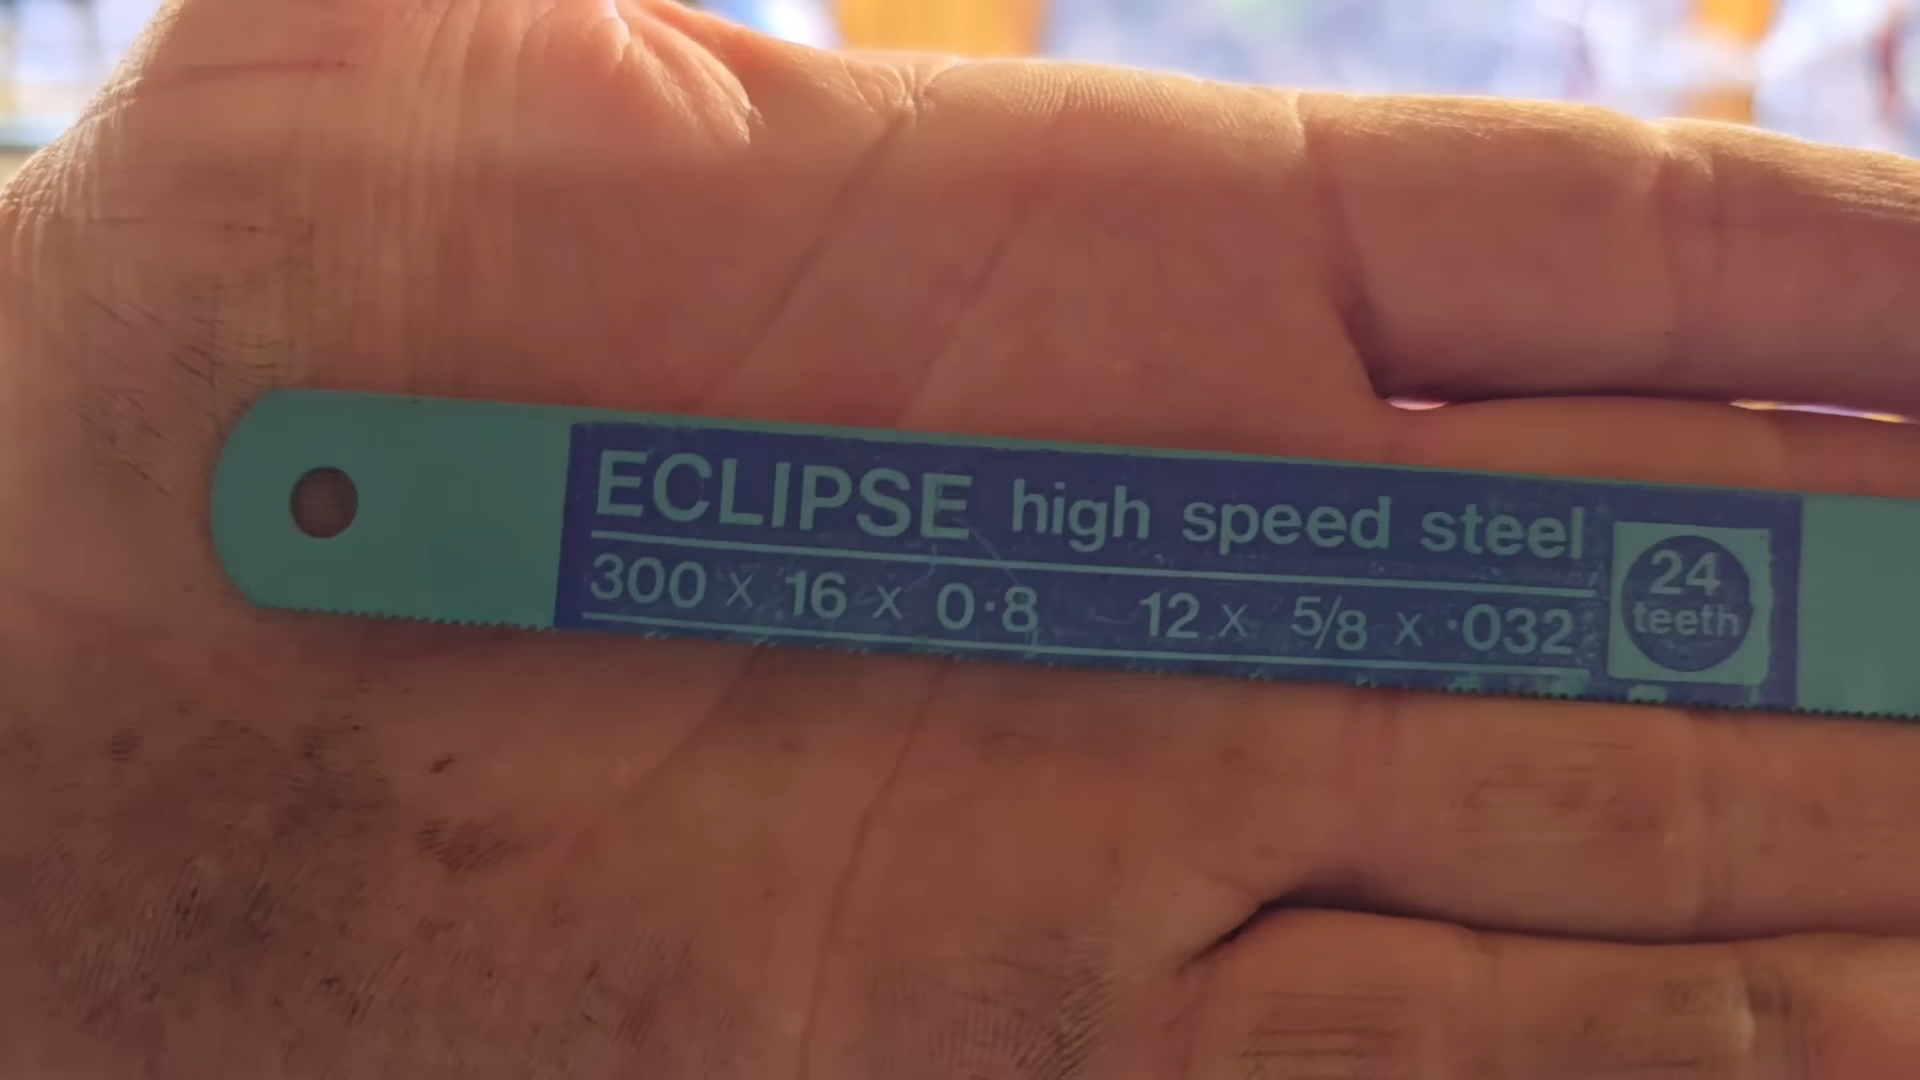 ECLIPSE high speed steel
300 x 16 x 0·8 12 x 5/8 x ·032
24
teeth